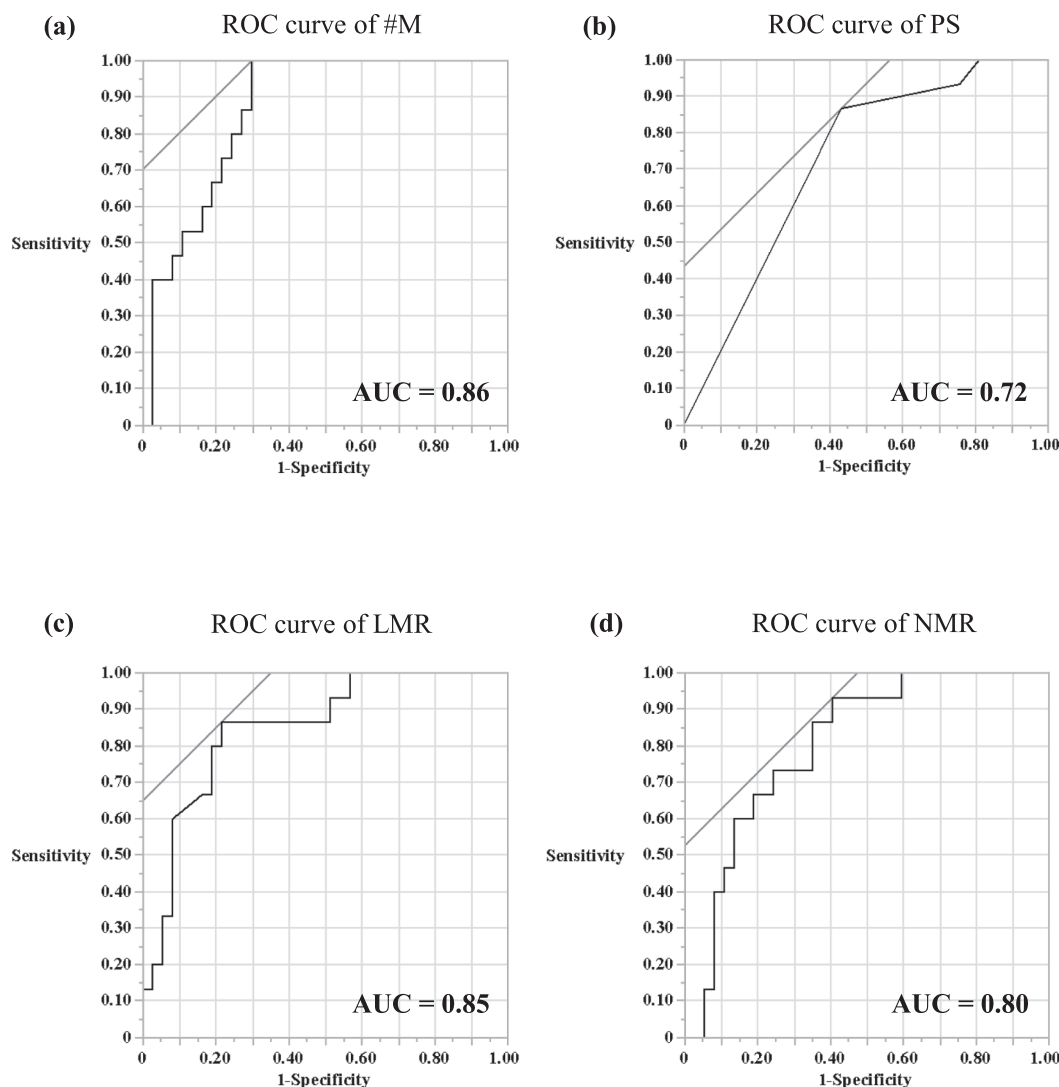 (a) ROC curve of #M
1.00
0.90
0.80
0.70
0.60
Sensitivity 0.50
0.40
0.30
0.20
0.10
0
AUC = 0.86
0 0.20 0.40 0.60 0.80 1.00
1-Specificity
(b) ROC curve of PS
1.00
0.90
0.80
0.70
0.60
Sensitivity 0.50
0.40
0.30
0.20
0.10
0
AUC = 0.72
0 0.20 0.40 0.60 0.80 1.00
1-Specificity
(c) ROC curve of LMR
1.00
0.90
0.80
0.70
0.60
Sensitivity 0.50
0.40
0.30
0.20
0.10
0
AUC = 0.85
0 0.20 0.40 0.60 0.80 1.00
1-Specificity
(d) ROC curve of NMR
1.00
0.90
0.80
0.70
0.60
Sensitivity 0.50
0.40
0.30
0.20
0.10
0
AUC = 0.80
0 0.20 0.40 0.60 0.80 1.00
1-Specificity